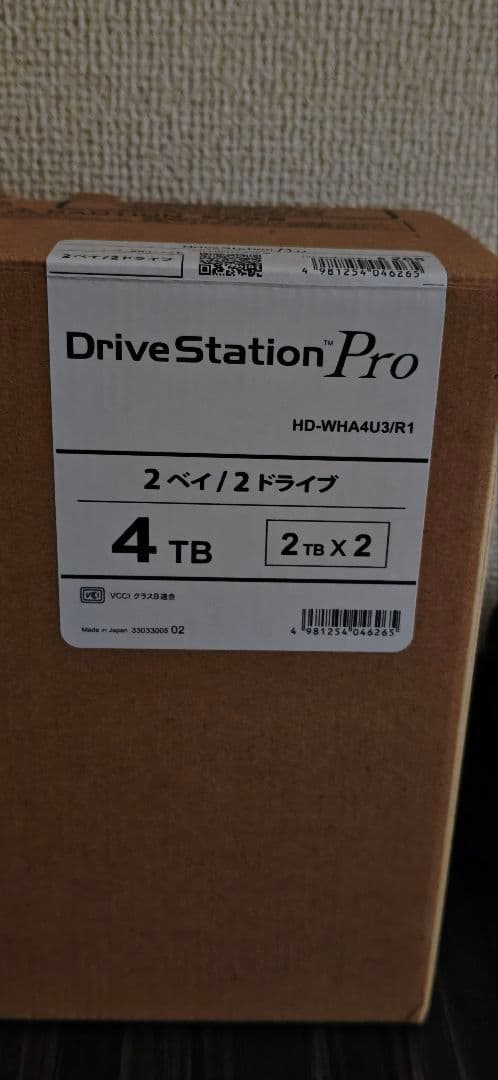 DriveStation Pro
2ベイ/2ドライブ
4 981254 046265
DriveStation™ Pro
HD-WHA4U3/R1
2ベイ/2ドライブ
4 TB
2 TB X 2
VCCI クラスB適合
Made in Japan 33033005 02
4 981254 046265